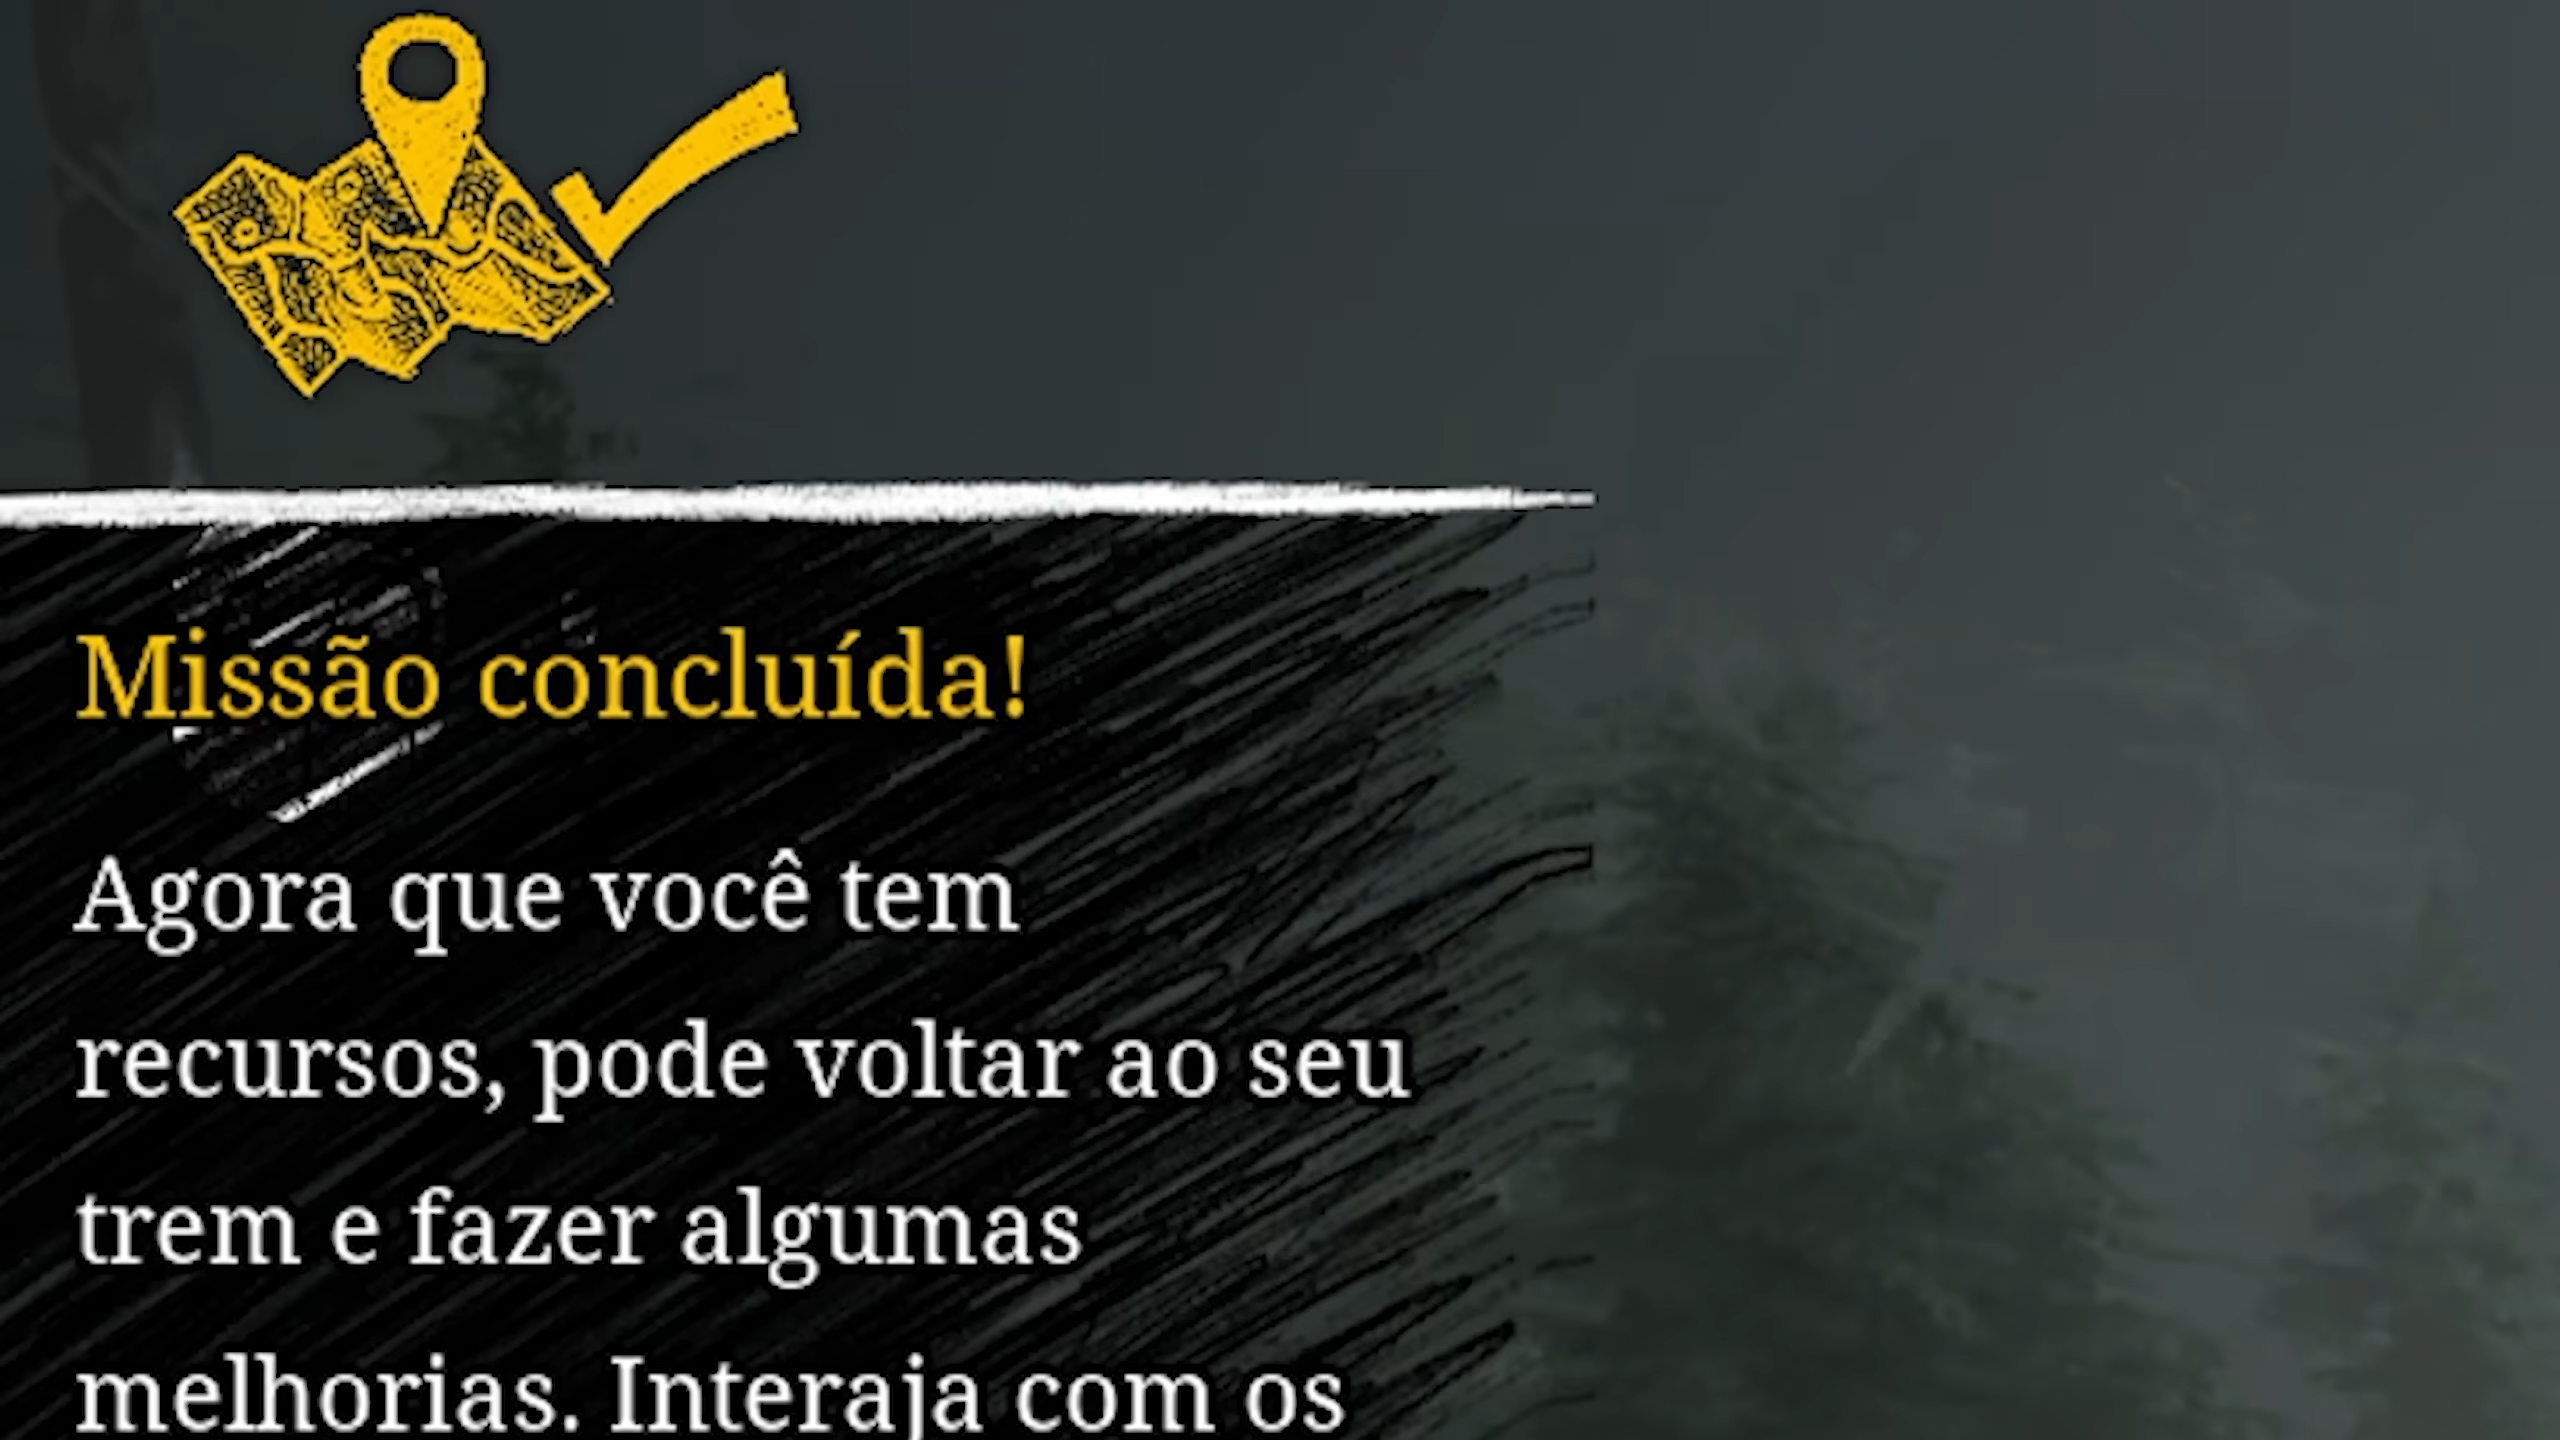 Missão concluída!
Agora que você tem
recursos, pode voltar ao seu
trem e fazer algumas
melhorias. Interaja com os